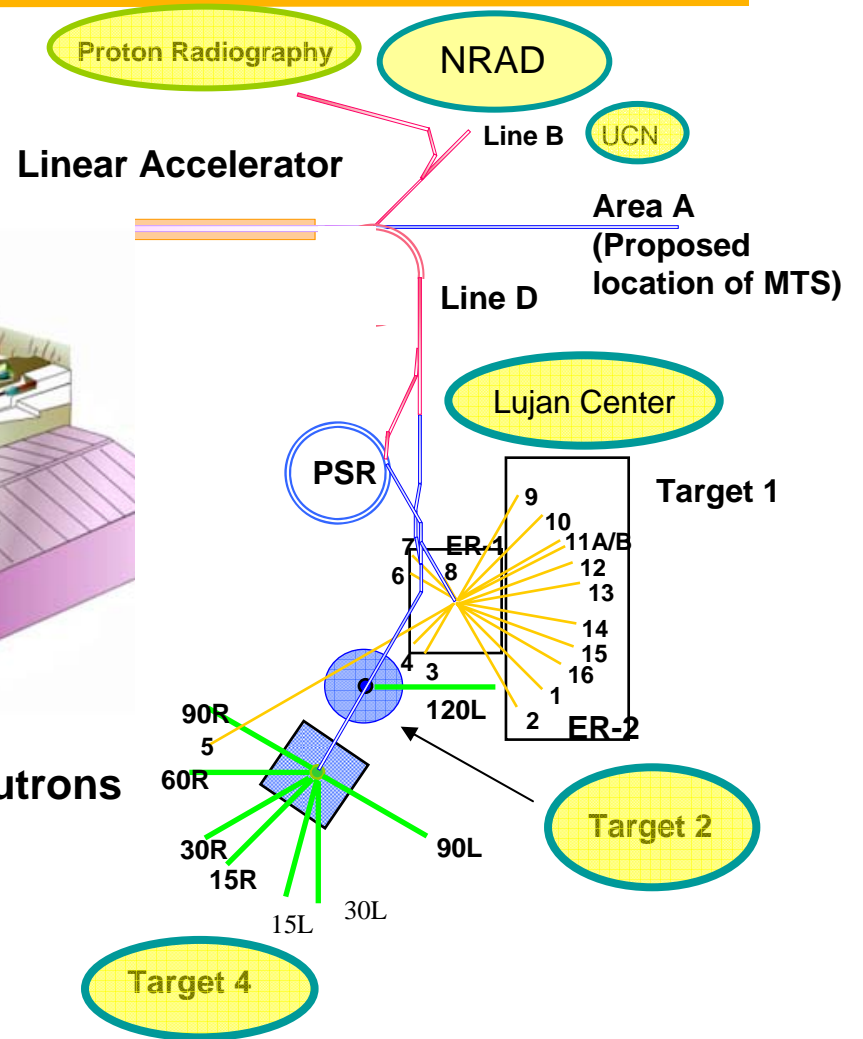 Proton Radiography
NRAD
Line B
UCN
Linear Accelerator
Area A
(Proposed
location of MTS)
Line D
Lujan Center
PSR
Target 1
9
10
7
ER-1
11A/B
6
8
12
13
14
15
4
3
16
1
120L
2
ER-2
90R
5
60R
utrons
Target 2
30R
90L
15R
15L
30L
Target 4